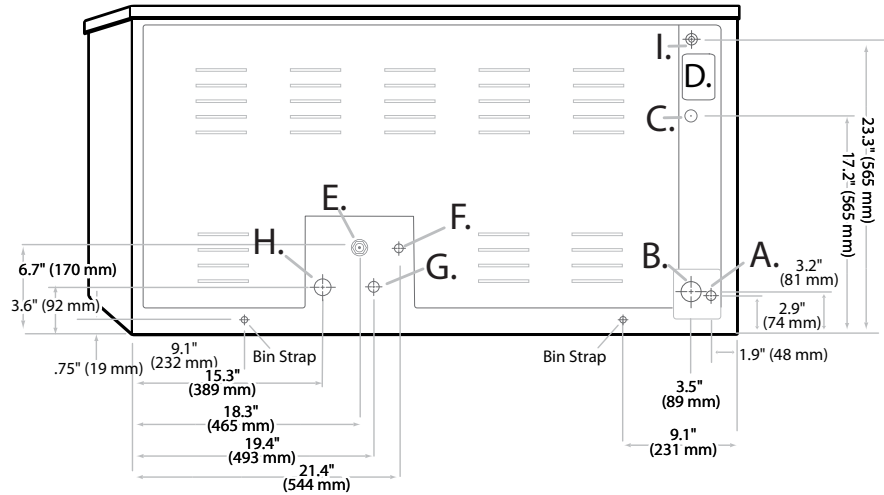 I.
D.
C.
23.3" (565 mm)
17.2" (565 mm)
E.
F.
H.
G.
B.
A.
6.7" (170 mm)
3.6" (92 mm)
3.2"
(81 mm)
2.9"
(74 mm)
.75" (19 mm)
9.1"
(232 mm)
Bin Strap
Bin Strap
1.9" (48 mm)
15.3"
(389 mm)
3.5"
(89 mm)
18.3"
(465 mm)
9.1"
(231 mm)
19.4"
(493 mm)
21.4"
(544 mm)